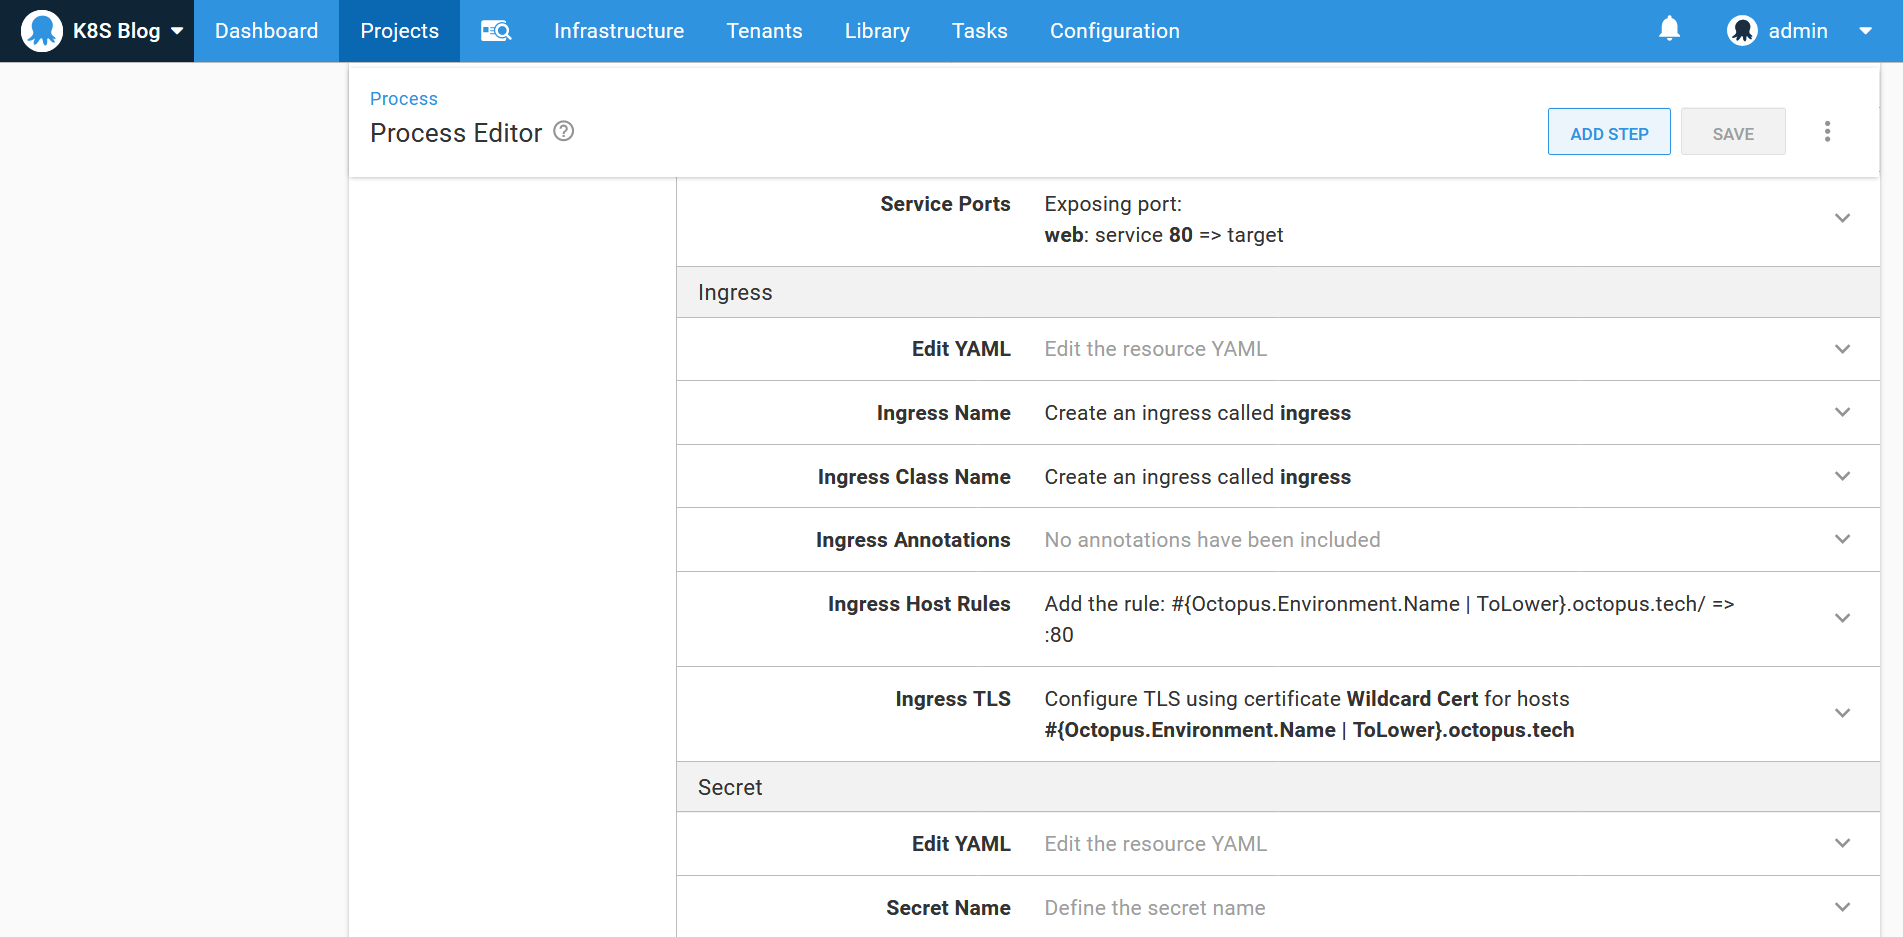 K8S Blog
Dashboard
Projects
Infrastructure
Tenants
Library
Tasks
Configuration
admin
Process
Process Editor
ADD STEP
SAVE
Service Ports
Exposing port:
web: service 80 => target
Ingress
Edit YAML
Edit the resource YAML
Ingress Name
Create an ingress called ingress
Ingress Class Name
Create an ingress called ingress
Ingress Annotations
No annotations have been included
Ingress Host Rules
Add the rule: #{Octopus.Environment.Name | ToLower}.octopus.tech/ =>
:80
Ingress TLS
Configure TLS using certificate Wildcard Cert for hosts
#{Octopus.Environment.Name | ToLower}.octopus.tech
Secret
Edit YAML
Edit the resource YAML
Secret Name
Define the secret name